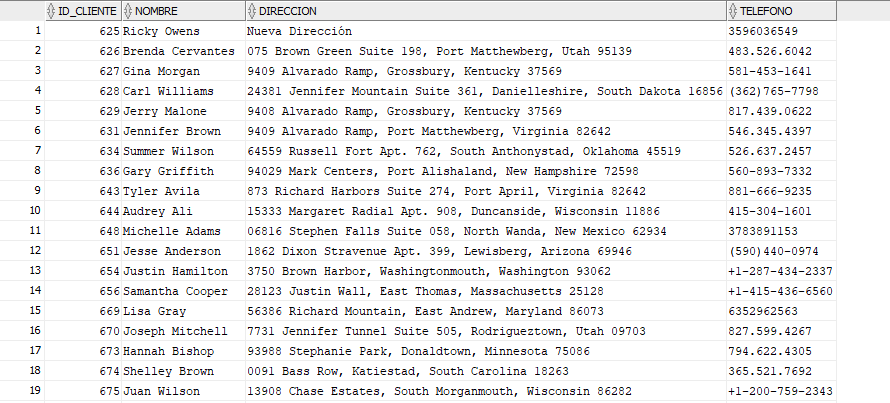 ID_CLIENTE NOMBRE DIRECCION TELEFONO
1 625 Ricky Owens Nueva Dirección 3596036549
2 626 Brenda Cervantes 075 Brown Green Suite 198, Port Matthewberg, Utah 95139 483.526.6042
3 627 Gina Morgan 9409 Alvarado Ramp, Grossbury, Kentucky 37569 581-453-1641
4 628 Carl Williams 24381 Jennifer Mountain Suite 361, Danielleshire, South Dakota 16856 (362)765-7798
5 629 Jerry Malone 9408 Alvarado Ramp, Grossbury, Kentucky 37569 817.439.0622
6 631 Jennifer Brown 9409 Alvarado Ramp, Port Matthewberg, Virginia 82642 546.345.4397
7 634 Summer Wilson 64559 Russell Fort Apt. 762, South Anthonystad, Oklahoma 45519 526.637.2457
8 636 Gary Griffith 94029 Mark Centers, Port Alishaland, New Hampshire 72598 560-893-7332
9 643 Tyler Avila 873 Richard Harbors Suite 274, Port April, Virginia 82642 881-666-9235
10 644 Audrey Ali 15333 Margaret Radial Apt. 908, Duncanside, Wisconsin 11886 415-304-1601
11 648 Michelle Adams 06816 Stephen Falls Suite 058, North Wanda, New Mexico 62934 3783891153
12 651 Jesse Anderson 1862 Dixon Stravenue Apt. 399, Lewisberg, Arizona 69946 (590)440-0974
13 654 Justin Hamilton 3750 Brown Harbor, Washingtonmouth, Washington 93062 +1-287-434-2337
14 656 Samantha Cooper 28123 Justin Wall, East Thomas, Massachusetts 25128 +1-415-436-6560
15 669 Lisa Gray 56386 Richard Mountain, East Andrew, Maryland 86073 6352962563
16 670 Joseph Mitchell 7731 Jennifer Tunnel Suite 505, Rodrigueztown, Utah 09703 827.599.4267
17 673 Hannah Bishop 93988 Stephanie Park, Donaldtown, Minnesota 75086 794.622.4305
18 674 Shelley Brown 0091 Bass Row, Katiestad, South Carolina 18263 365.521.7692
19 675 Juan Wilson 13908 Chase Estates, South Morganmouth, Wisconsin 86282 +1-200-759-2343